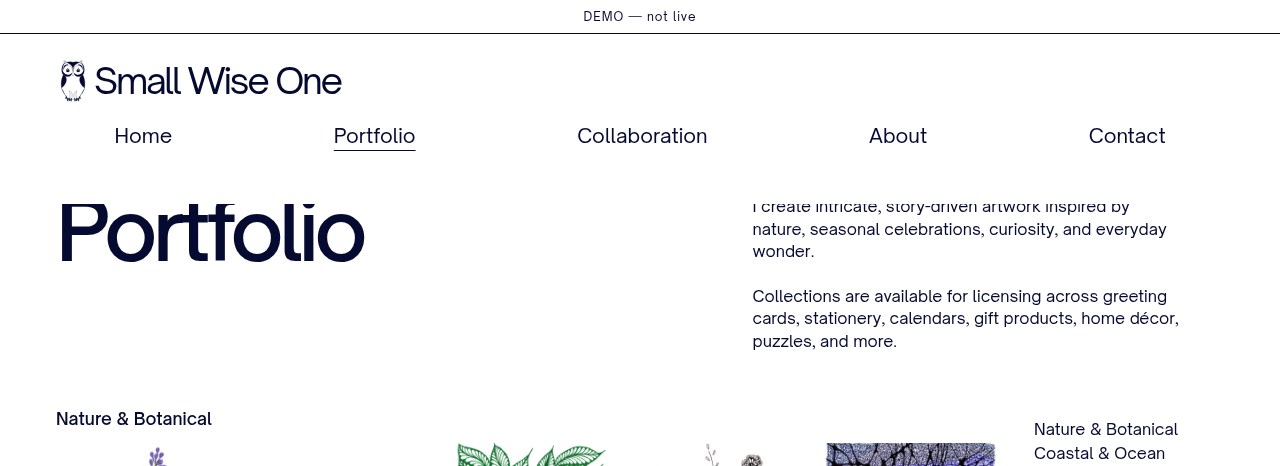 DEMO — not live
Small Wise One
Home Portfolio Collaboration About Contact
Portfolio
I create intricate, story-driven artwork inspired by
nature, seasonal celebrations, curiosity, and everyday
wonder.
Collections are available for licensing across greeting
cards, stationery, calendars, gift products, home décor,
puzzles, and more.
Nature & Botanical
Nature & Botanical
Coastal & Ocean